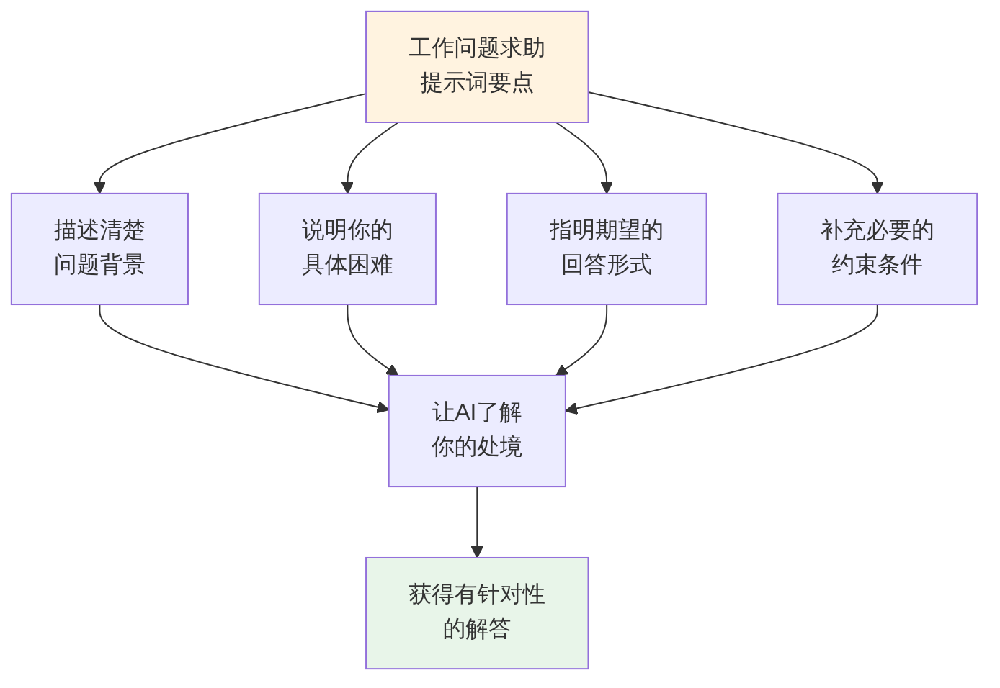 工作问题求助
提示词要点
描述清楚
问题背景
说明你的
具体困难
指明期望的
回答形式
补充必要的
约束条件
让AI了解
你的处境
获得有针对性
的解答